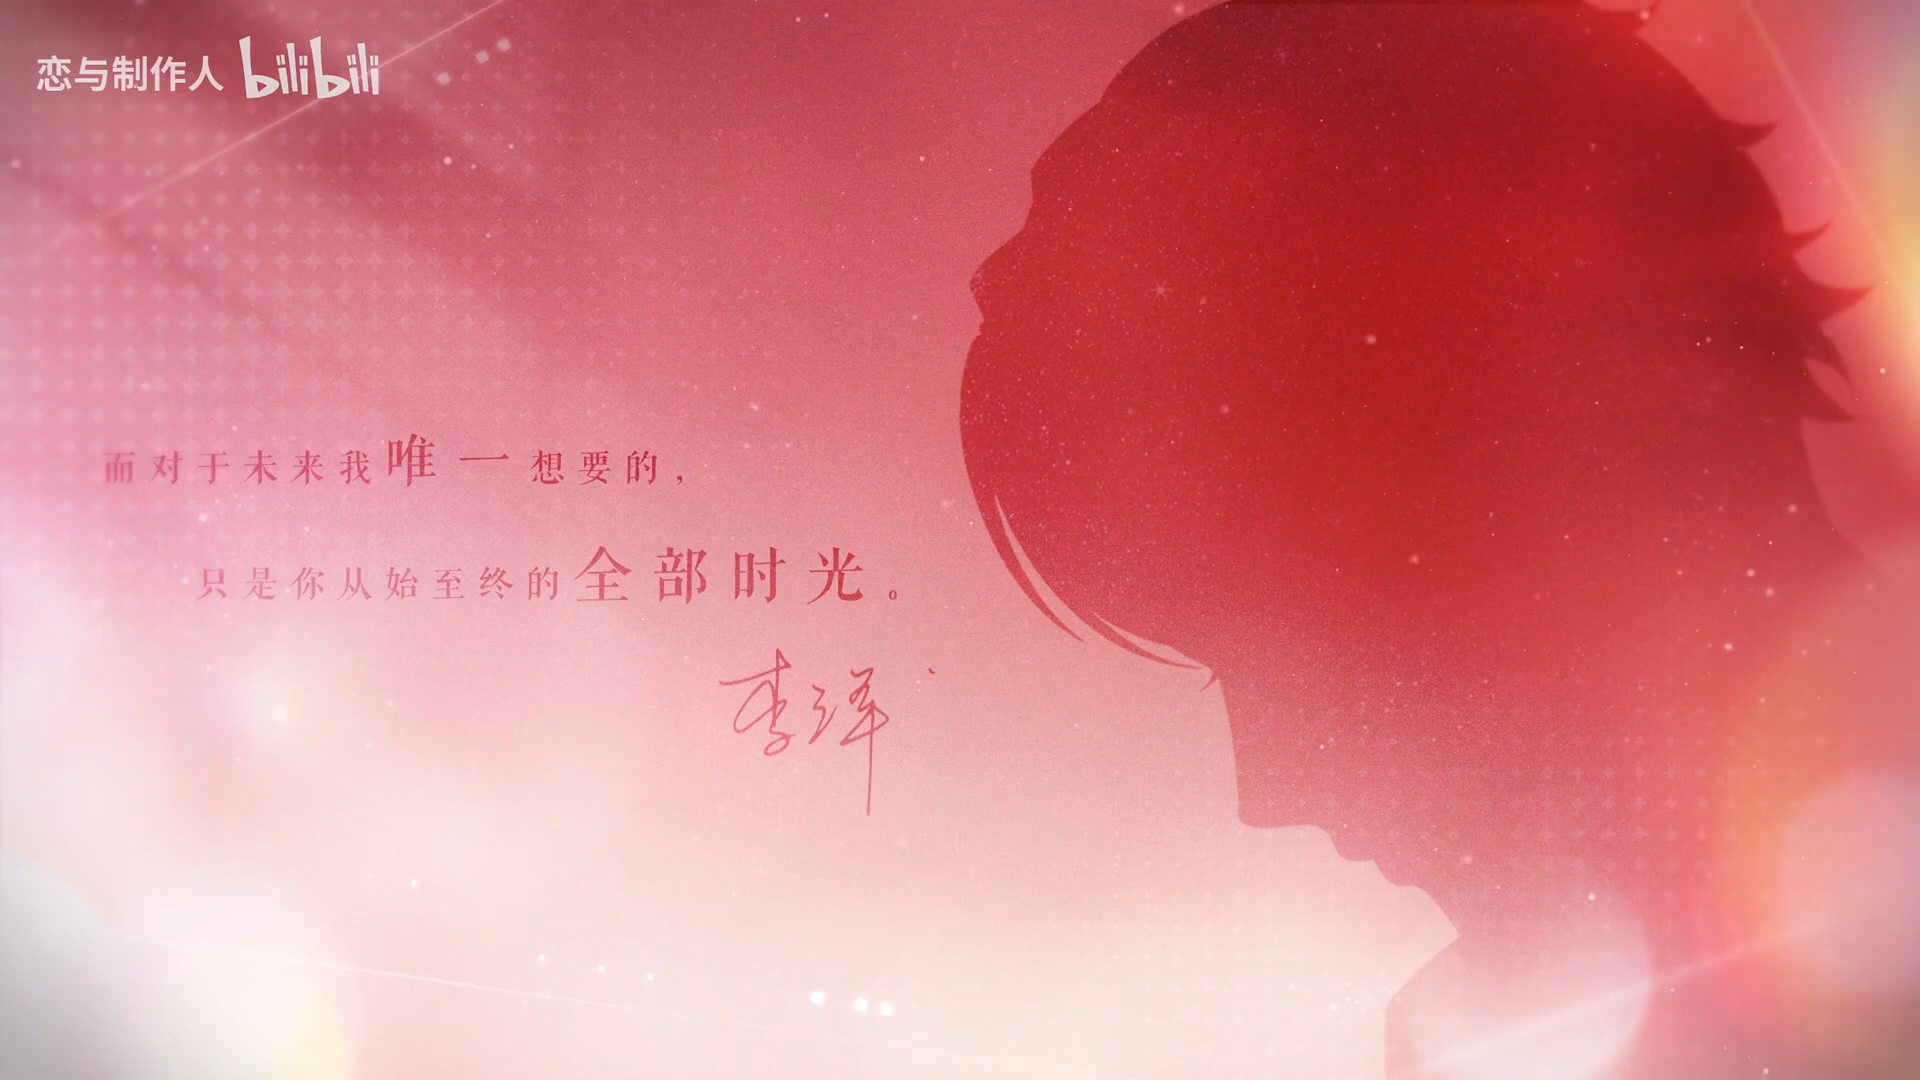 恋与制作人 bilibili
而对于未来我唯一想要的，
只是你从始至终的全部时光。
李泽